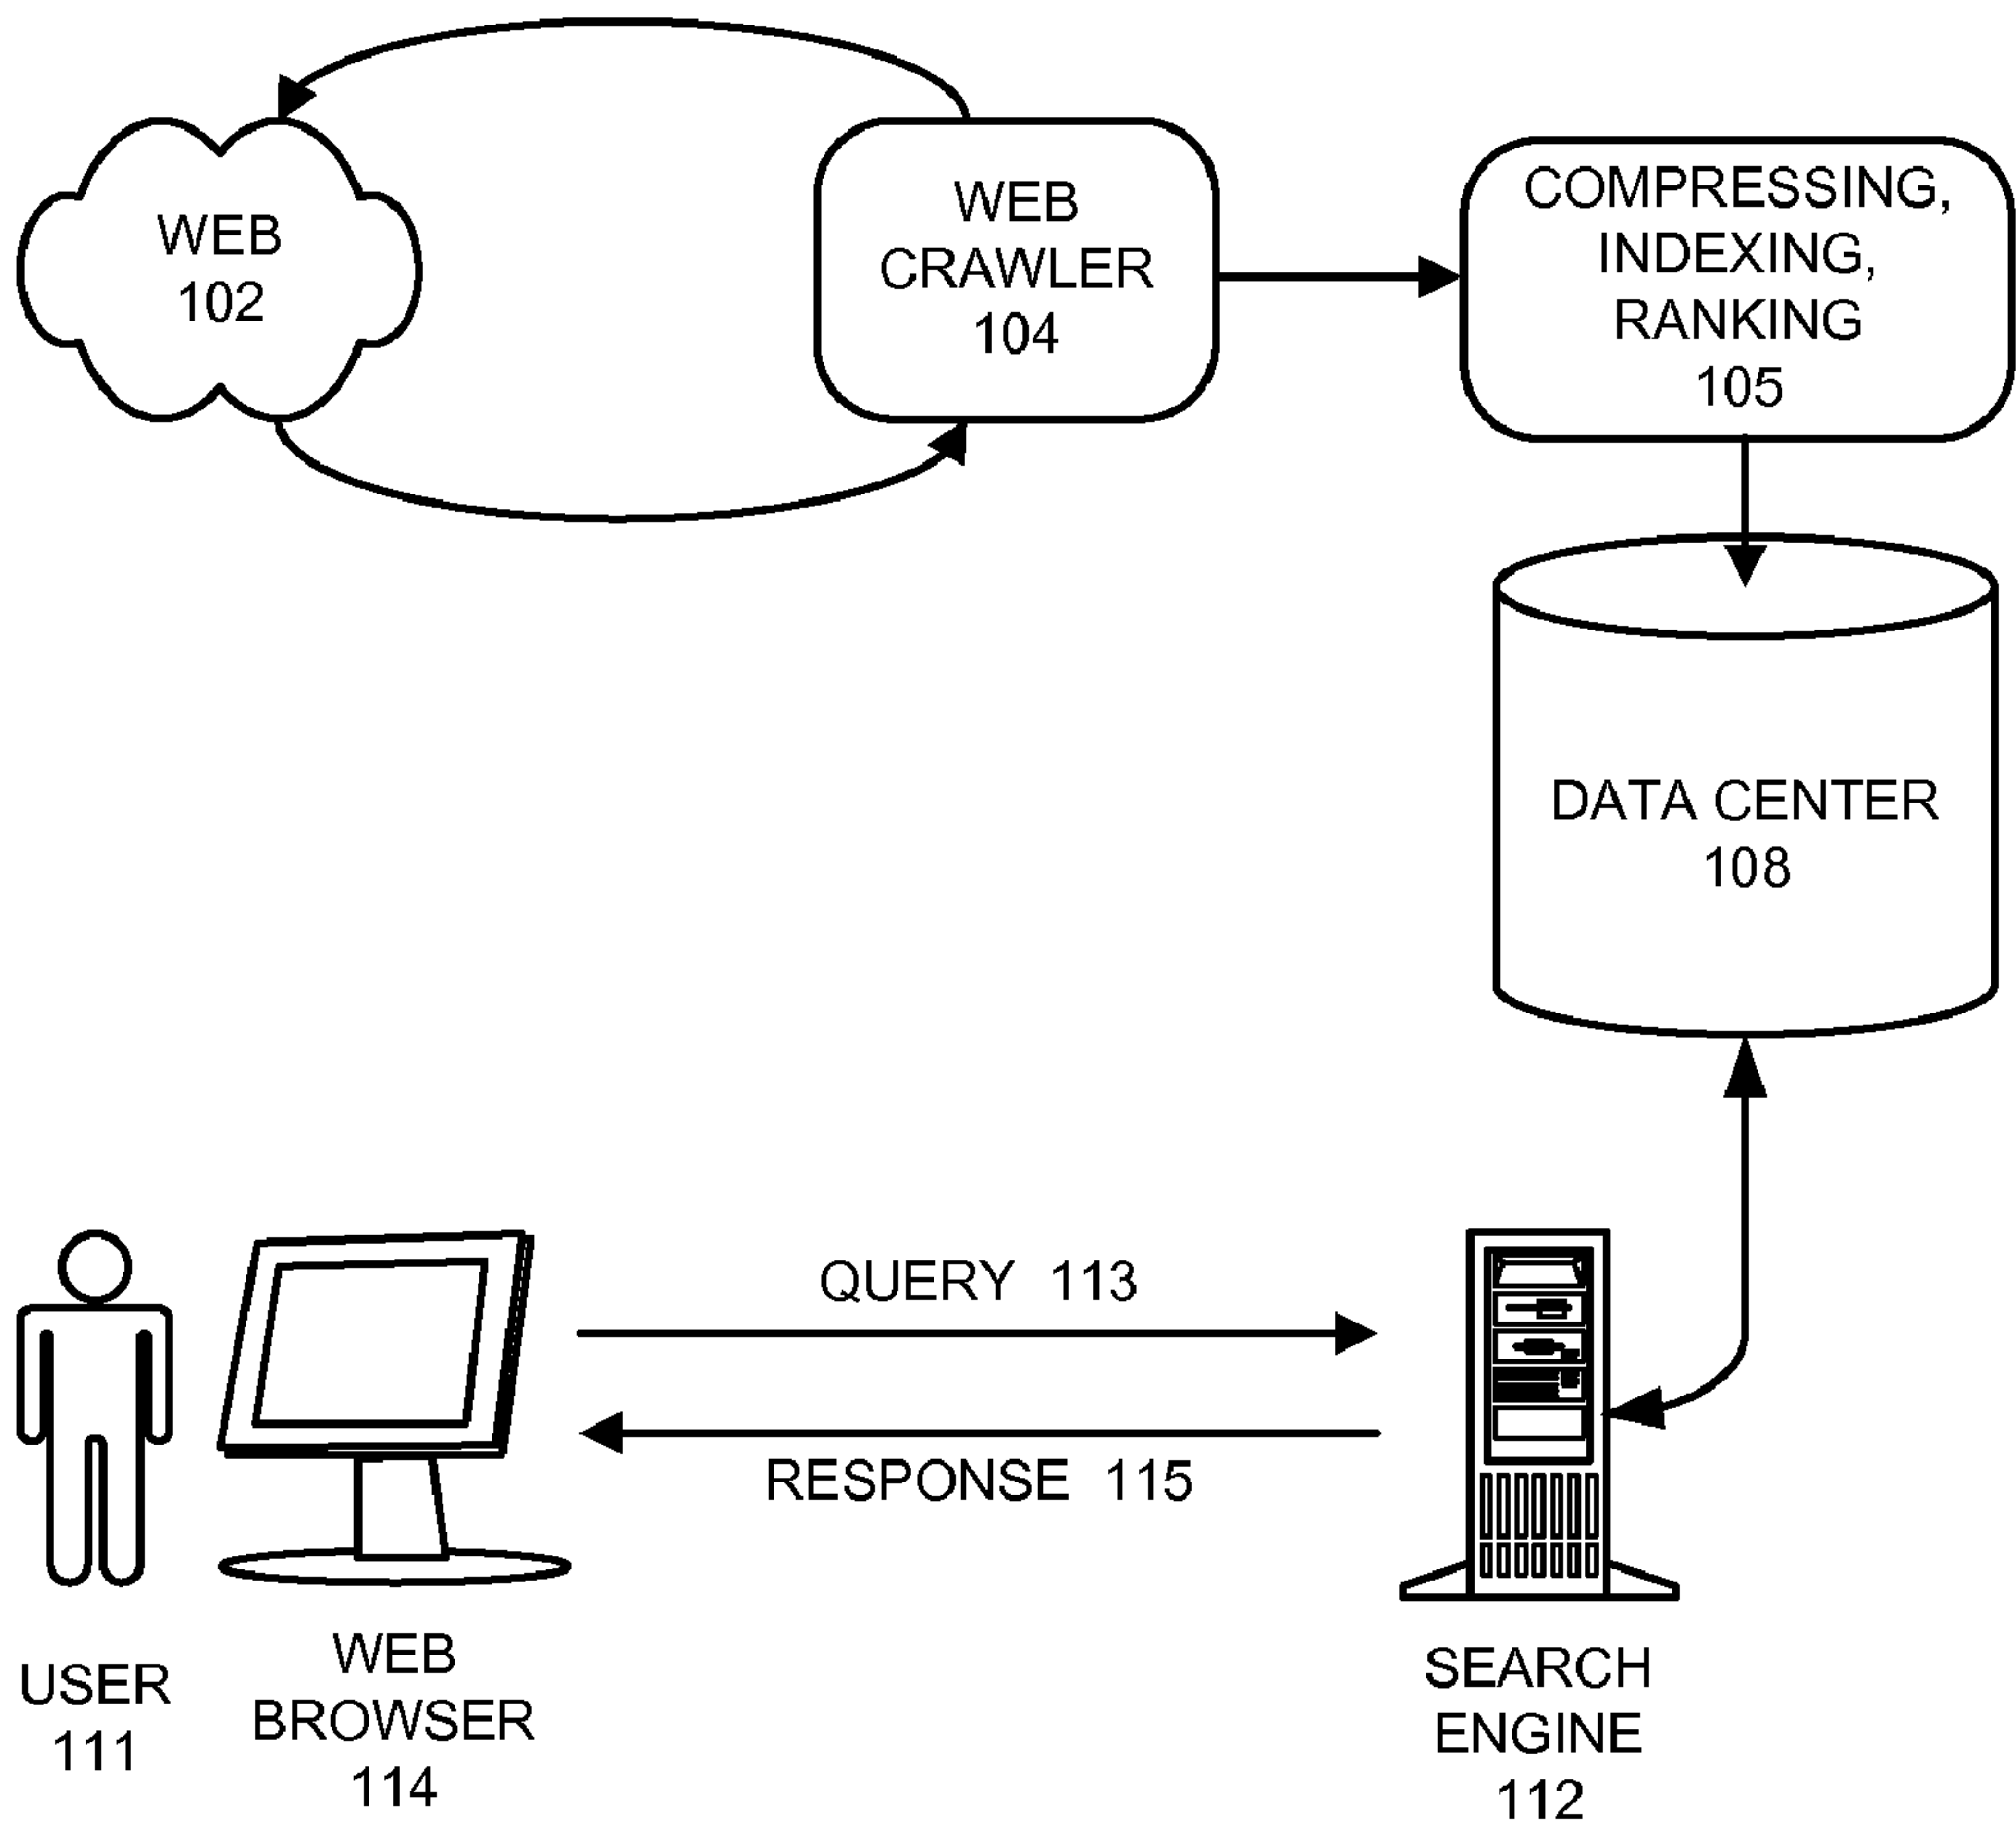 WEB
102
WEB
CRAWLER
104
COMPRESSING,
INDEXING,
RANKING
105
DATA CENTER
108
QUERY 113
RESPONSE 115
USER
111
WEB
BROWSER
114
SEARCH
ENGINE
112